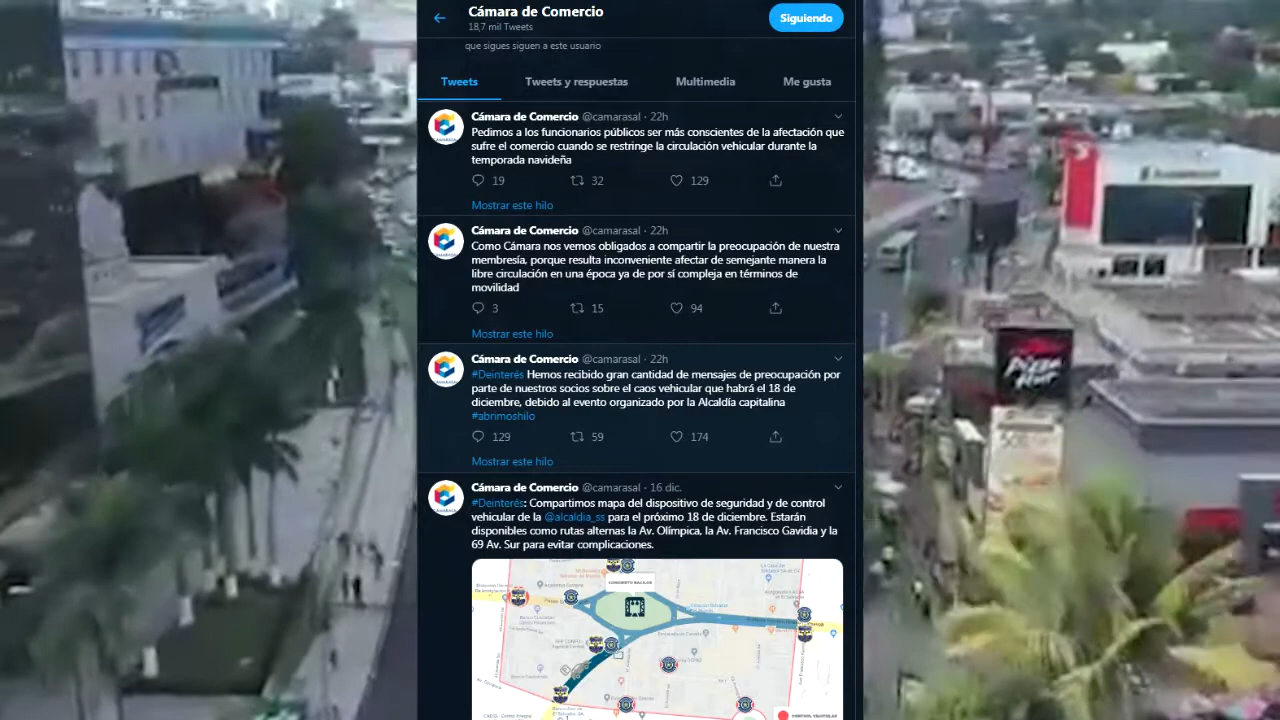 Cámara de Comercio
18,7 mil Tweets
Siguiendo
que sigues siguen a este usuario
Tweets
Tweets y respuestas
Multimedia
Me gusta
Cámara de Comercio @camarasal · 22h
Pedimos a los funcionarios públicos ser más conscientes de la afectación que
sufre el comercio cuando se restringe la circulación vehicular durante la
temporada navideña
19 32 129
Mostrar este hilo
Cámara de Comercio @camarasal · 22h
Como Cámara nos vemos obligados a compartir la preocupación de nuestra
membresía, porque resulta inconveniente afectar de semejante manera la
libre circulación en una época ya de por sí compleja en términos de
movilidad
3 15 94
Mostrar este hilo
Cámara de Comercio @camarasal · 22h
#Deinterés Hemos recibido gran cantidad de mensajes de preocupación por
parte de nuestros socios sobre el caos vehicular que habrá el 18 de
diciembre, debido al evento organizado por la Alcaldía capitalina
#abrimoshilo
129 59 174
Mostrar este hilo
Cámara de Comercio @camarasal · 16 dic.
#Deinterés: Compartimos mapa del dispositivo de seguridad y de control
vehicular de la @alcaldia_ss para el próximo 18 de diciembre. Estarán
disponibles como rutas alternas la Av. Olímpica, la Av. Francisco Gavidia y la
69 Av. Sur para evitar complicaciones.
Pizza
Hut